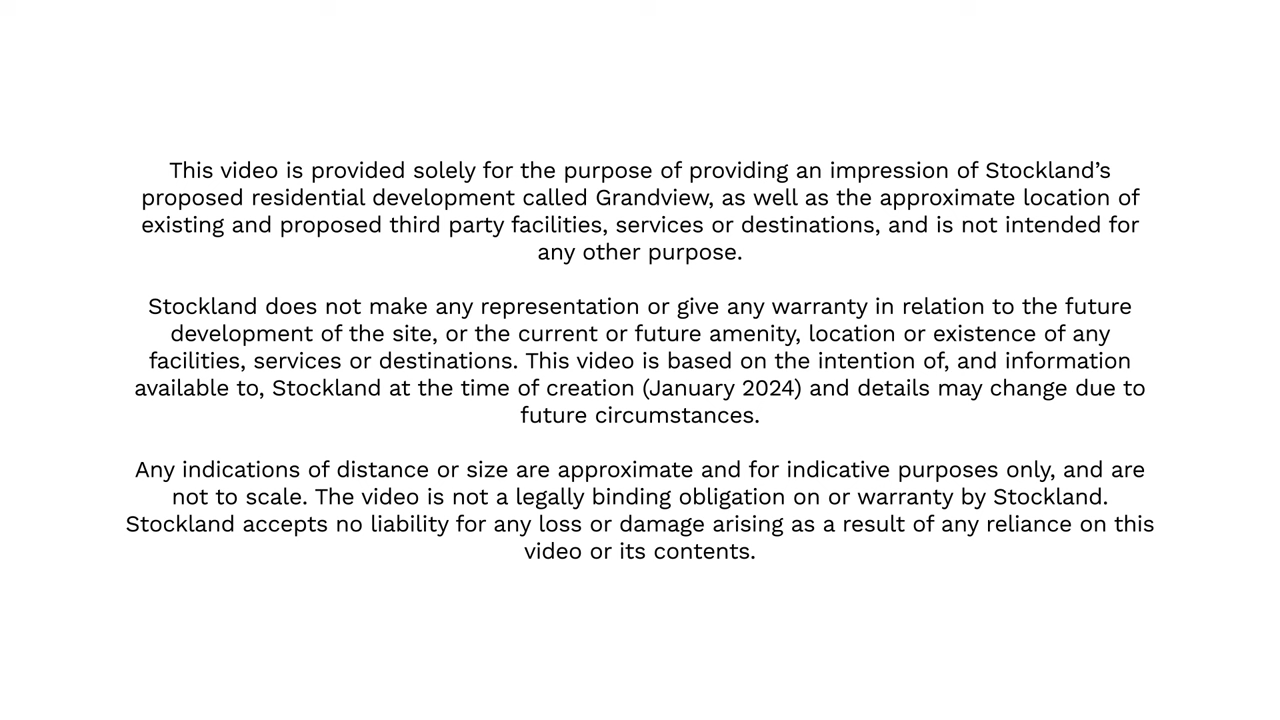 This video is provided solely for the purpose of providing an impression of Stockland’s
proposed residential development called Grandview, as well as the approximate location of
existing and proposed third party facilities, services or destinations, and is not intended for
any other purpose.
Stockland does not make any representation or give any warranty in relation to the future
development of the site, or the current or future amenity, location or existence of any
facilities, services or destinations. This video is based on the intention of, and information
available to, Stockland at the time of creation (January 2024) and details may change due to
future circumstances.
Any indications of distance or size are approximate and for indicative purposes only, and are
not to scale. The video is not a legally binding obligation on or warranty by Stockland.
Stockland accepts no liability for any loss or damage arising as a result of any reliance on this
video or its contents.